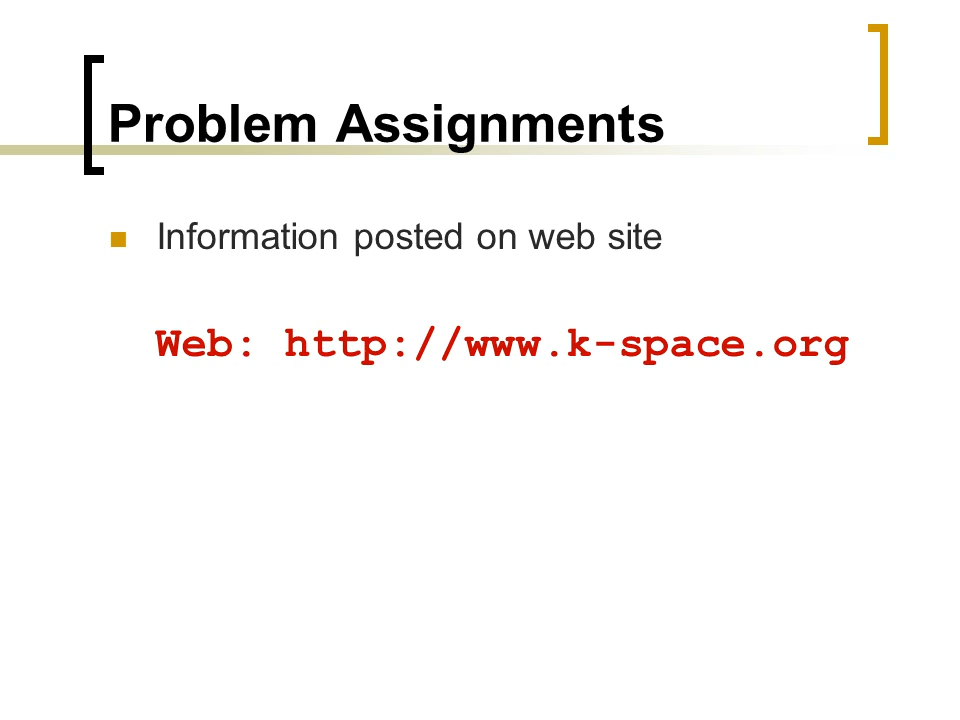 Problem Assignments
Information posted on web site
Web: http://www.k-space.org